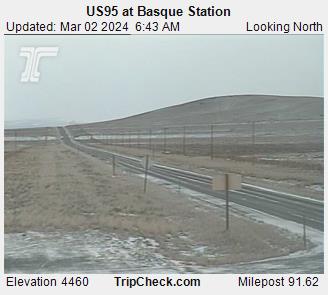 US95 at Basque Station
Updated: Mar 02 2024 6:43 AM Looking North
Elevation 4460 TripCheck.com Milepost 91.62